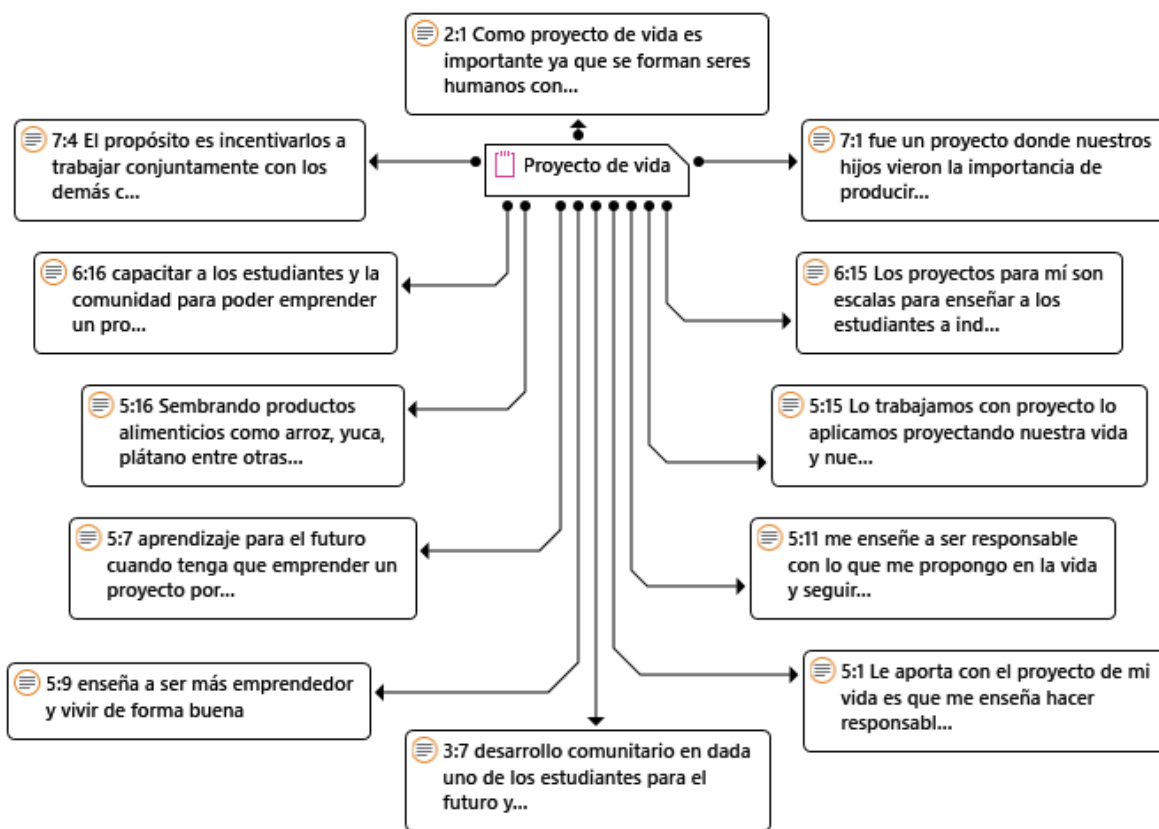 2:1 Como proyecto de vida es
importante ya que se forman seres
humanos con...
7:4 El propósito es incentivarlos a
trabajar conjuntamente con los
demás c...
Proyecto de vida
7:1 fue un proyecto donde nuestros
hijos vieron la importancia de
producir...
6:16 capacitar a los estudiantes y la
comunidad para poder emprender
un pro...
6:15 Los proyectos para mí son
escalas para enseñar a los
estudiantes a ind...
5:16 Sembrando productos
alimenticios como arroz, yuca,
plátano entre otras...
5:15 Lo trabajamos con proyecto lo
aplicamos proyectando nuestra vida
y nue...
5:7 aprendizaje para el futuro
cuando tenga que emprender un
proyecto por...
5:11 me enseñe a ser responsable
con lo que me propongo en la vida
y seguir...
5:9 enseña a ser más emprendedor
y vivir de forma buena
5:1 Le aporta con el proyecto de mi
vida es que me enseña hacer
responsabl...
3:7 desarrollo comunitario en dada
uno de los estudiantes para el
futuro y...